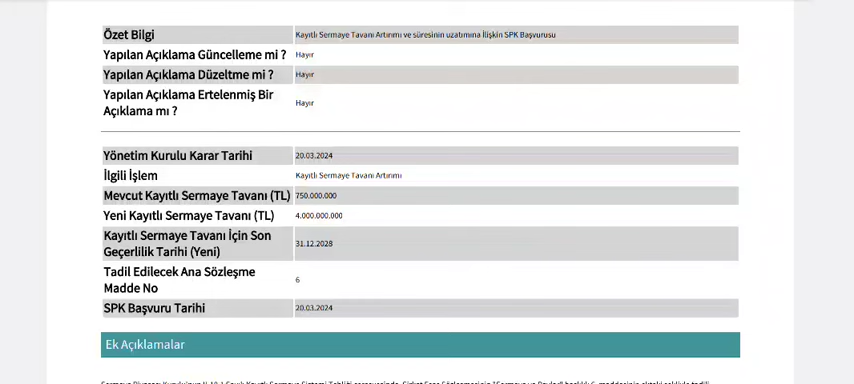 Özet Bilgi Kayıtlı Sermaye Tavanı Artırımı ve süresinin uzatımına İlişkin SPK Başvurusu
Yapılan Açıklama Güncelleme mi ? Hayır
Yapılan Açıklama Düzeltme mi ? Hayır
Yapılan Açıklama Ertelenmiş Bir
Açıklama mı ? Hayır
Yönetim Kurulu Karar Tarihi 20.03.2024
İlgili İşlem Kayıtlı Sermaye Tavanı Artırımı
Mevcut Kayıtlı Sermaye Tavanı (TL) 750.000.000
Yeni Kayıtlı Sermaye Tavanı (TL) 4.000.000.000
Kayıtlı Sermaye Tavanı İçin Son
Geçerlilik Tarihi (Yeni) 31.12.2028
Tadil Edilecek Ana Sözleşme
Madde No 6
SPK Başvuru Tarihi 20.03.2024
Ek Açıklamalar